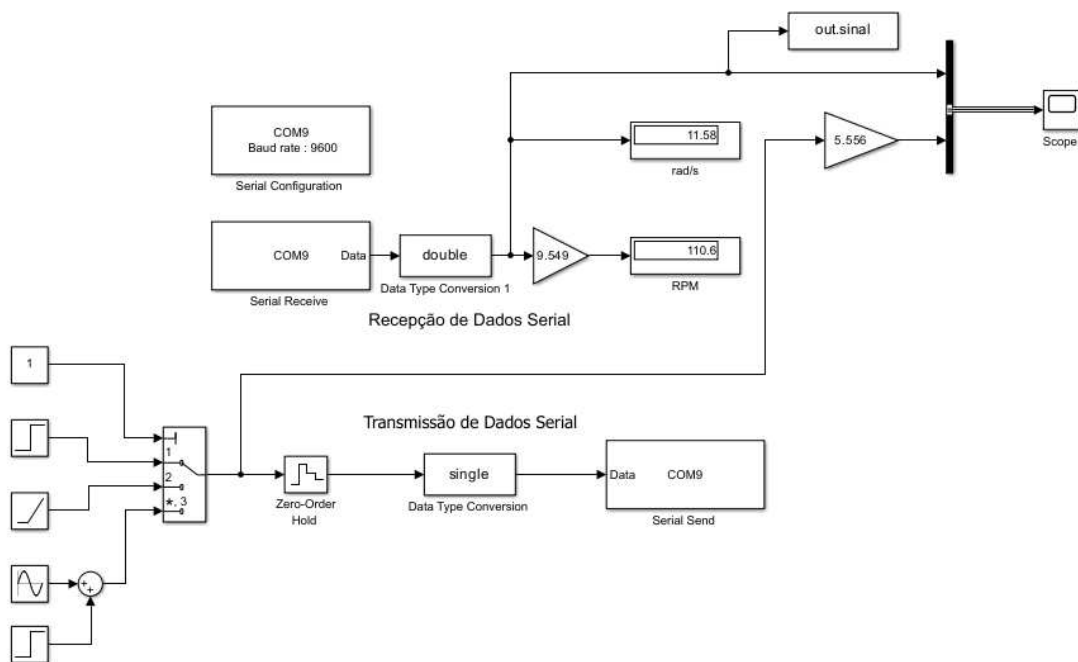 out.sinal
COM9
Baud rate : 9600
Serial Configuration
11.58
rad/s
5.556
Scope
COM9
Data
Serial Receive
double
Data Type Conversion 1
9.549
110.6
RPM
Recepção de Dados Serial
1
Transmissão de Dados Serial
1
2
*, 3
Zero-Order
Hold
single
Data Type Conversion
Data
COM9
Serial Send
+
+